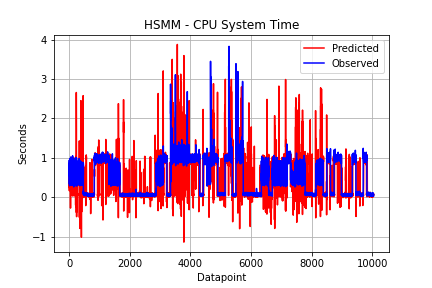 HSMM - CPU System Time
Predicted
Observed
4
3
2
1
0
−1
Seconds
0
2000
4000
6000
8000
10000
Datapoint